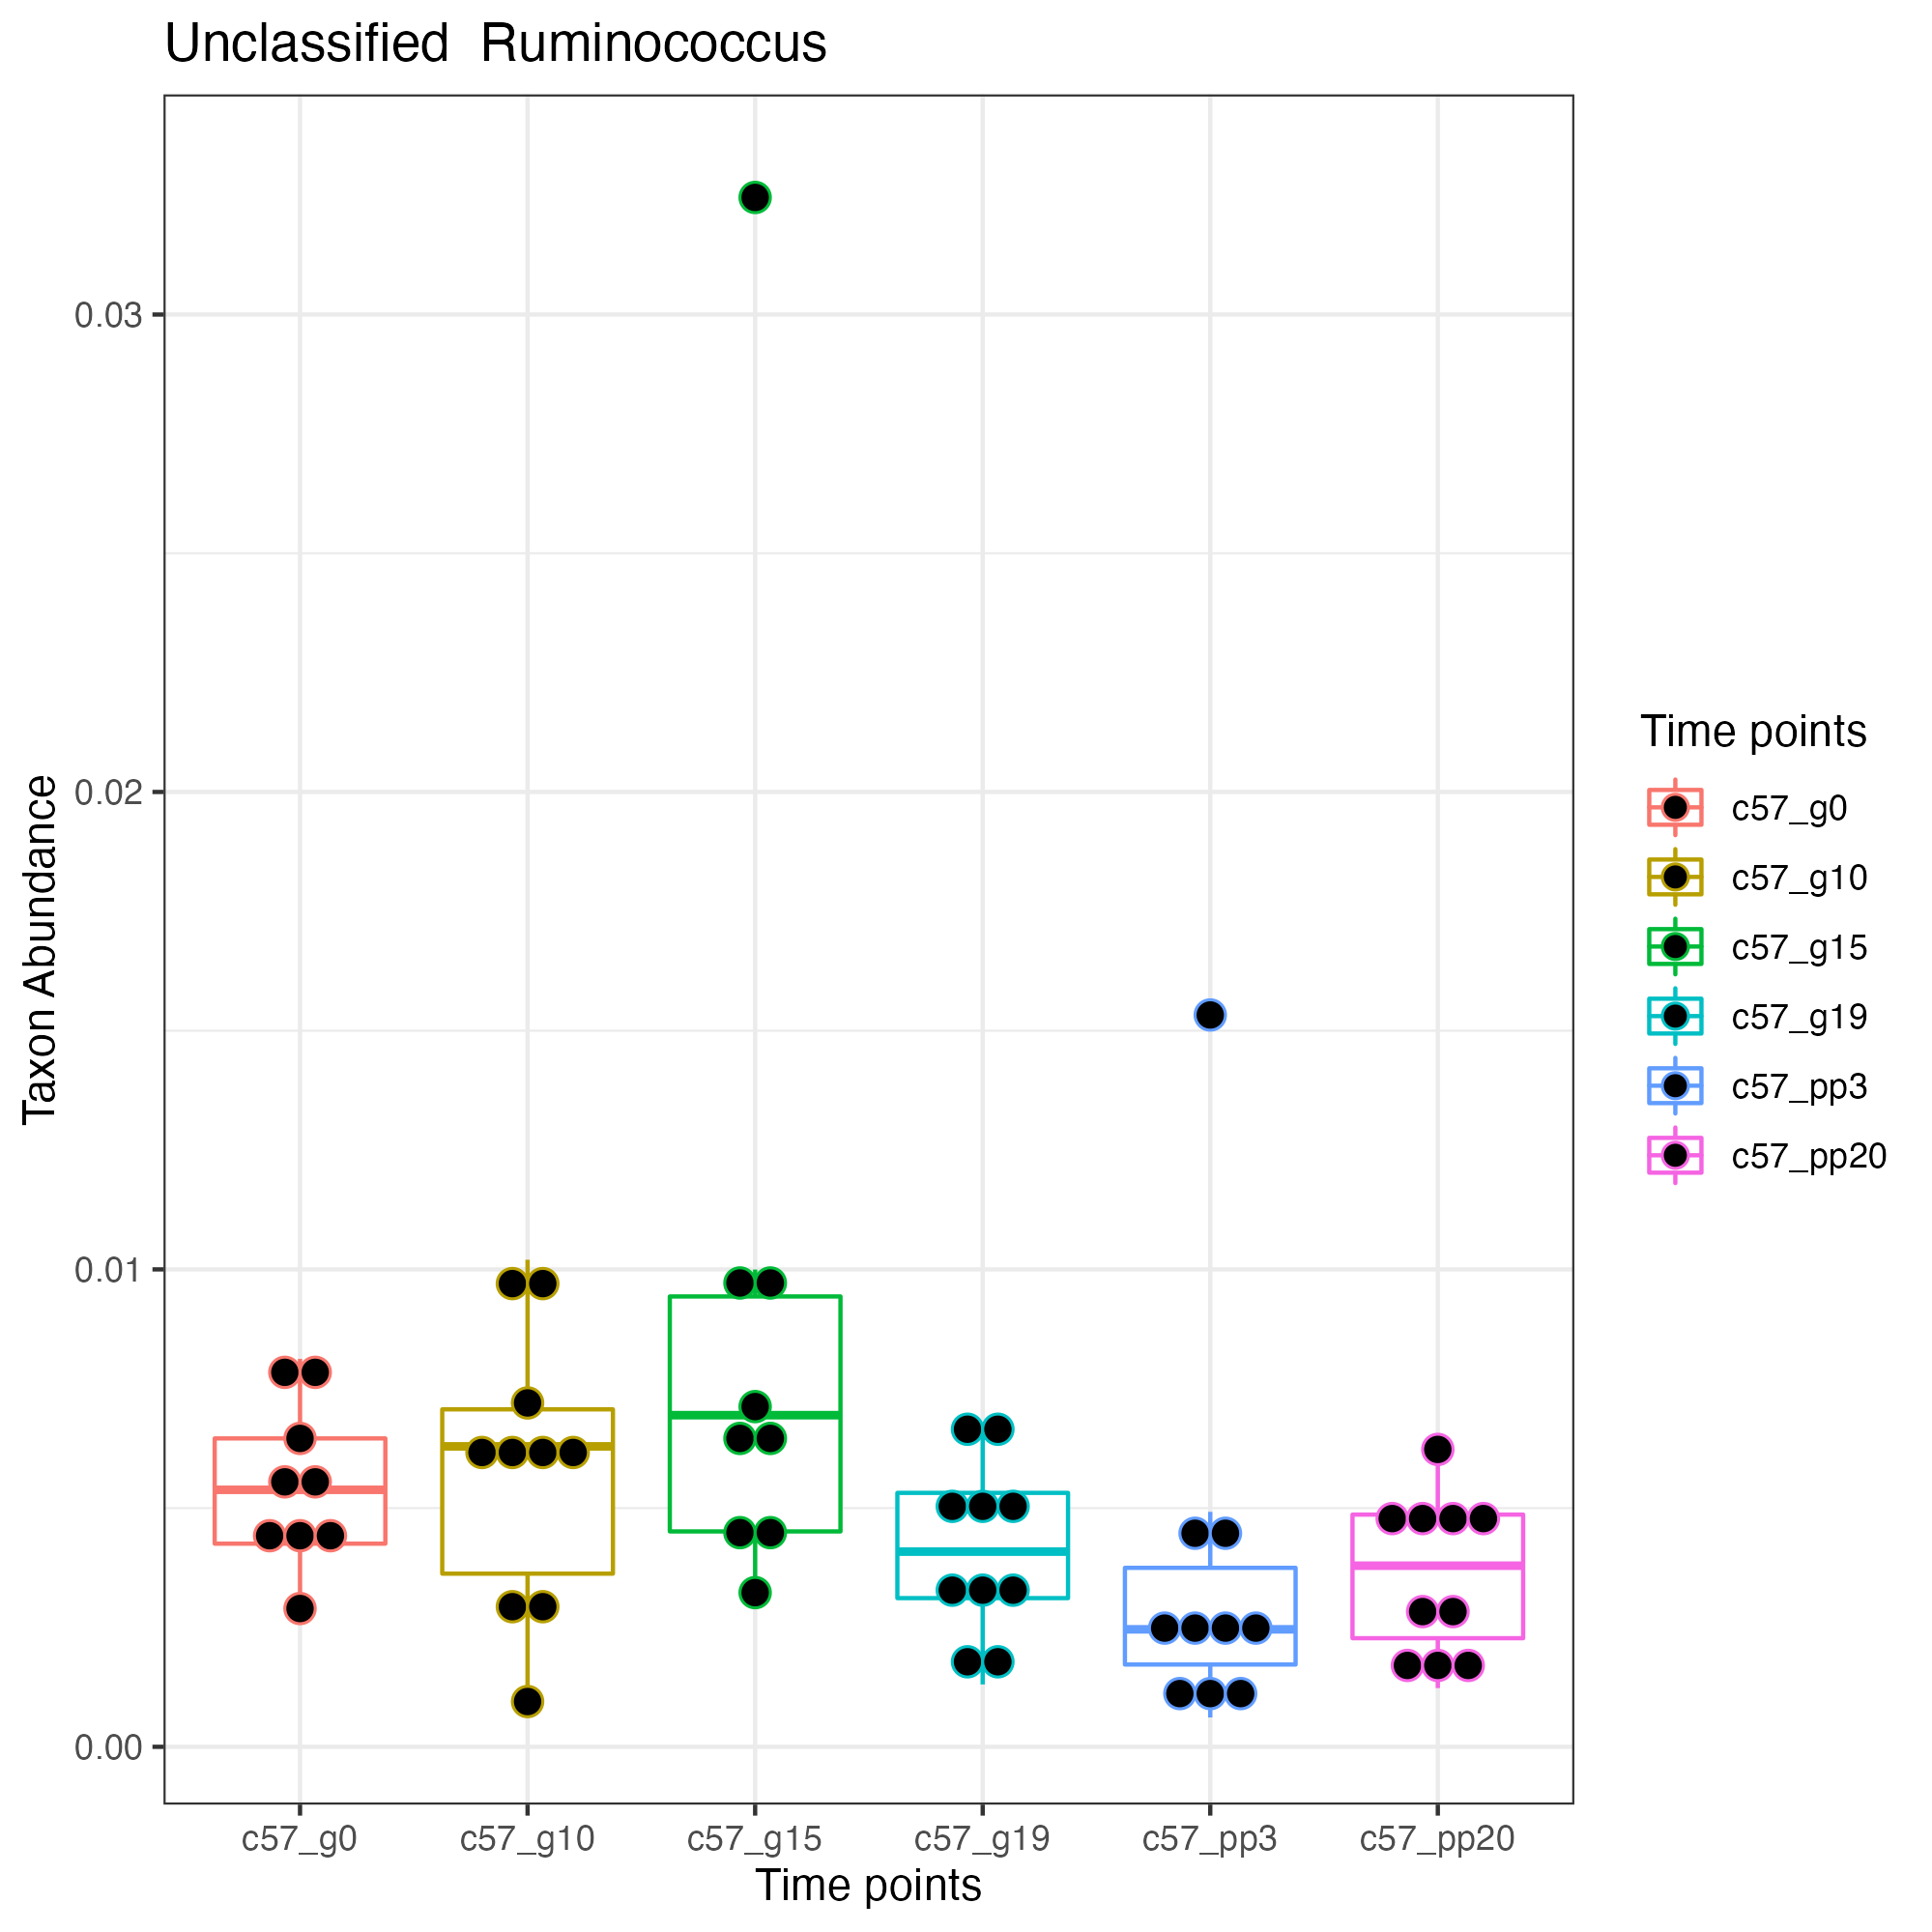 Unclassified  Ruminococcus
Taxon Abundance
0.03
0.02
0.01
0.00
c57_g0 c57_g10 c57_g15 c57_g19 c57_pp3 c57_pp20
Time points
Time points
c57_g0
c57_g10
c57_g15
c57_g19
c57_pp3
c57_pp20